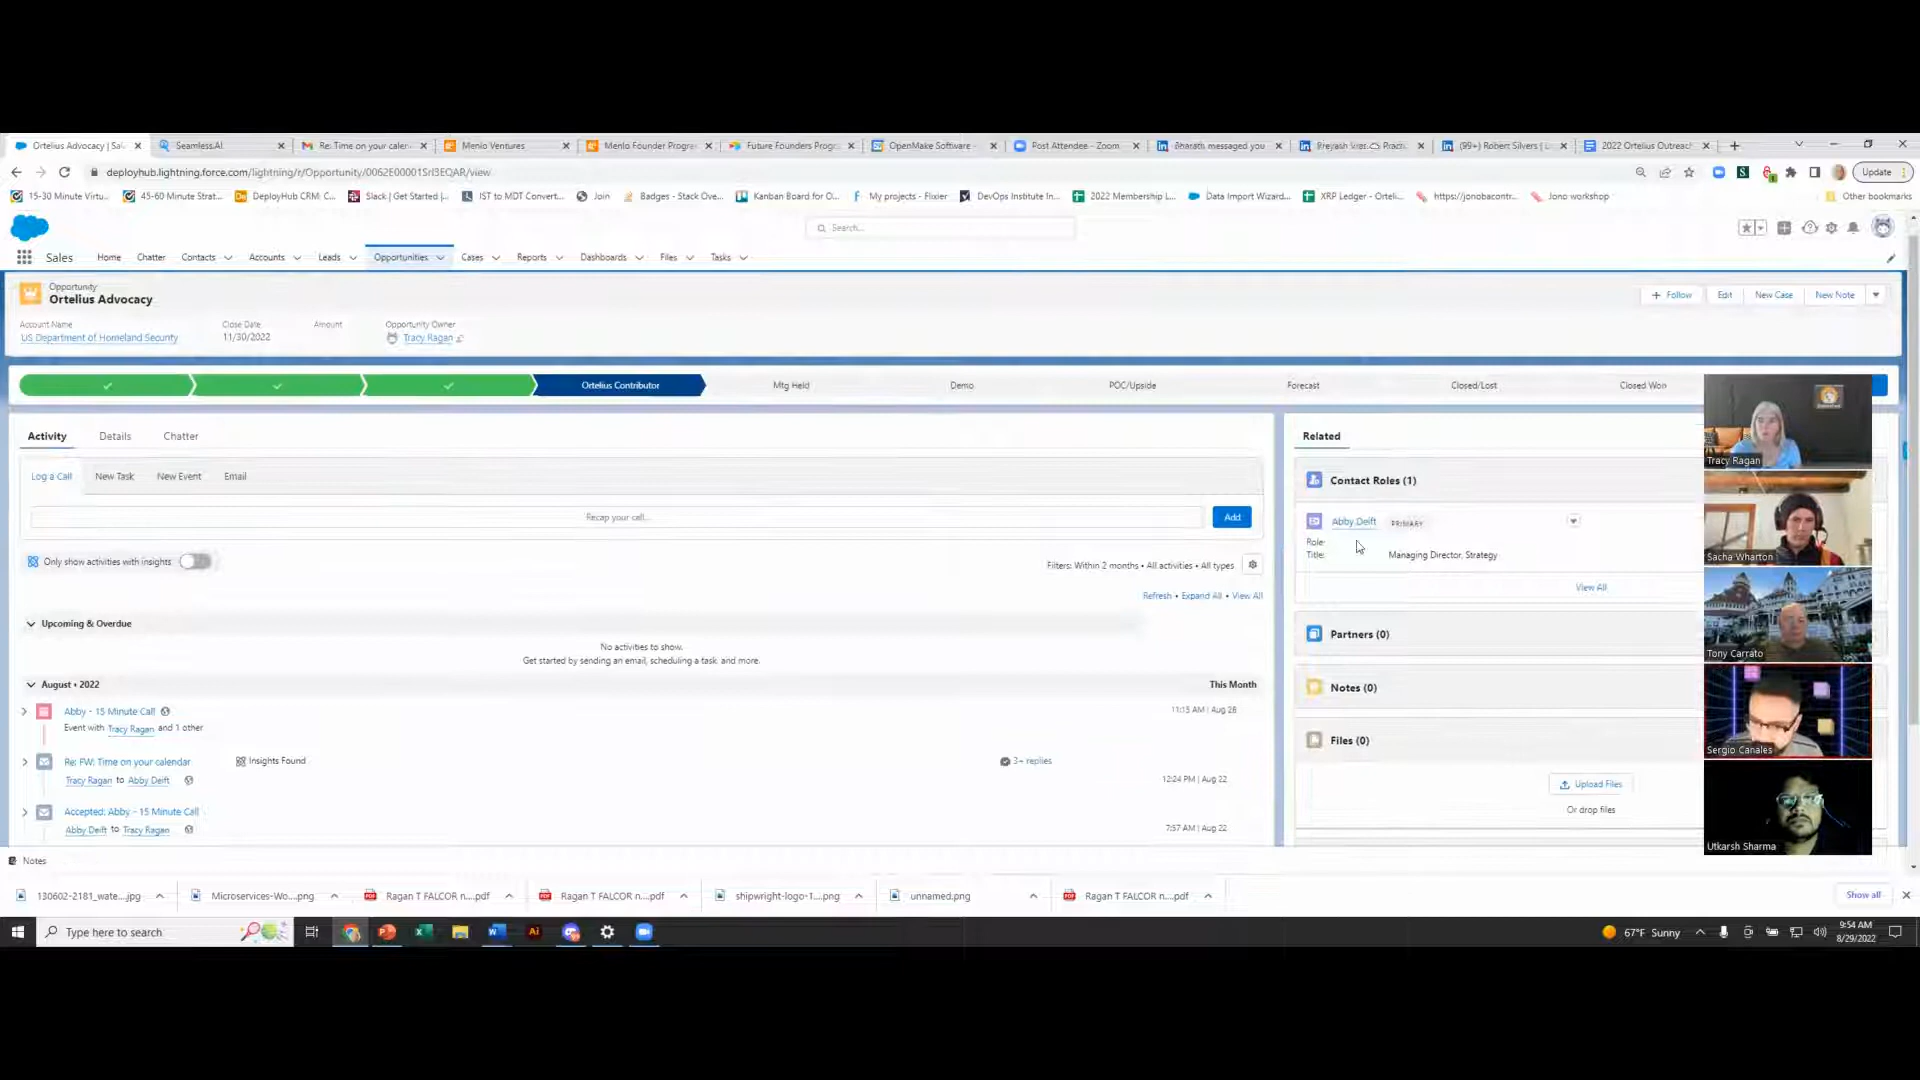 Ortelius Advocacy | Sal
Seamless.AI
Re: Time on your calen
Menlo Ventures
Menlo Founder Progre
Future Founders Progr
OpenMake Software -
Post Attendee - Zoom
Bharath messaged you
(99+) Robert Silvers | L
2022 Ortelius Outreac
deployhub.lightning.force.com/lightning/r/Opportunity/0062E00001SrI3EQAR/view
Update
15-30 Minute Virtu...
45-60 Minute Strat...
DeployHub CRM: C...
Slack | Get Started |...
IST to MDT Convert...
Join
Badges - Stack Ove...
Kanban Board for O...
My projects - Flixier
DevOps Institute In...
2022 Membership L...
Data Import Wizard...
XRP Ledger - Orteli...
https://jonobacontr...
Jono workshop
Other bookmarks
Search...
Sales
Home
Chatter
Contacts
Accounts
Leads
Opportunities
Cases
Reports
Dashboards
Files
Tasks
Opportunity
Ortelius Advocacy
+ Follow
Edit
New Case
New Note
Account Name
Close Date
Amount
Opportunity Owner
US Department of Homeland Security
11/30/2022
Tracy Ragan
Ortelius Contributor
Mtg Held
Demo
POC/Upside
Forecast
Closed/Lost
Closed Won
Activity
Details
Chatter
Related
Log a Call
New Task
New Event
Email
Recap your call...
Add
Only show activities with insights
Filters: Within 2 months • All activities • All types
Refresh • Expand All • View All
Upcoming & Overdue
No activities to show.
Get started by sending an email, scheduling a task, and more.
August • 2022
This Month
Abby - 15 Minute Call
11:15 AM | Aug 26
Event with Tracy Ragan and 1 other
Re: FW: Time on your calendar
Insights Found
3+ replies
Tracy Ragan to Abby Deift
12:24 PM | Aug 22
Accepted: Abby - 15 Minute Call
Abby Deift to Tracy Ragan
7:57 AM | Aug 22
Contact Roles (1)
Abby Deift
PRIMARY
Role:
Title:
Managing Director, Strategy
View All
Partners (0)
Notes (0)
Files (0)
Upload Files
Or drop files
Tracy Ragan
Sacha Wharton
Tony Carrato
Sergio Canales
Utkarsh Sharma
Notes
130602-2181_wate....jpg
Microservices-Wo....png
Ragan T FALCOR n....pdf
Ragan T FALCOR n....pdf
shipwright-logo-1....png
unnamed.png
Ragan T FALCOR n....pdf
Show all
Type here to search
67°F Sunny
9:54 AM
8/29/2022